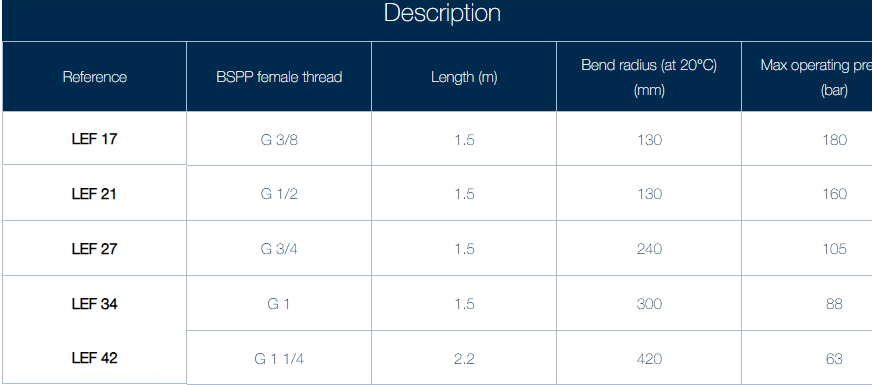 Description
Reference BSPP female thread Length (m) Bend radius (at 20°C) (mm) Max operating pre (bar)
LEF 17 G 3/8 1.5 130 180
LEF 21 G 1/2 1.5 130 160
LEF 27 G 3/4 1.5 240 105
LEF 34 G 1 1.5 300 88
LEF 42 G 1 1/4 2.2 420 63